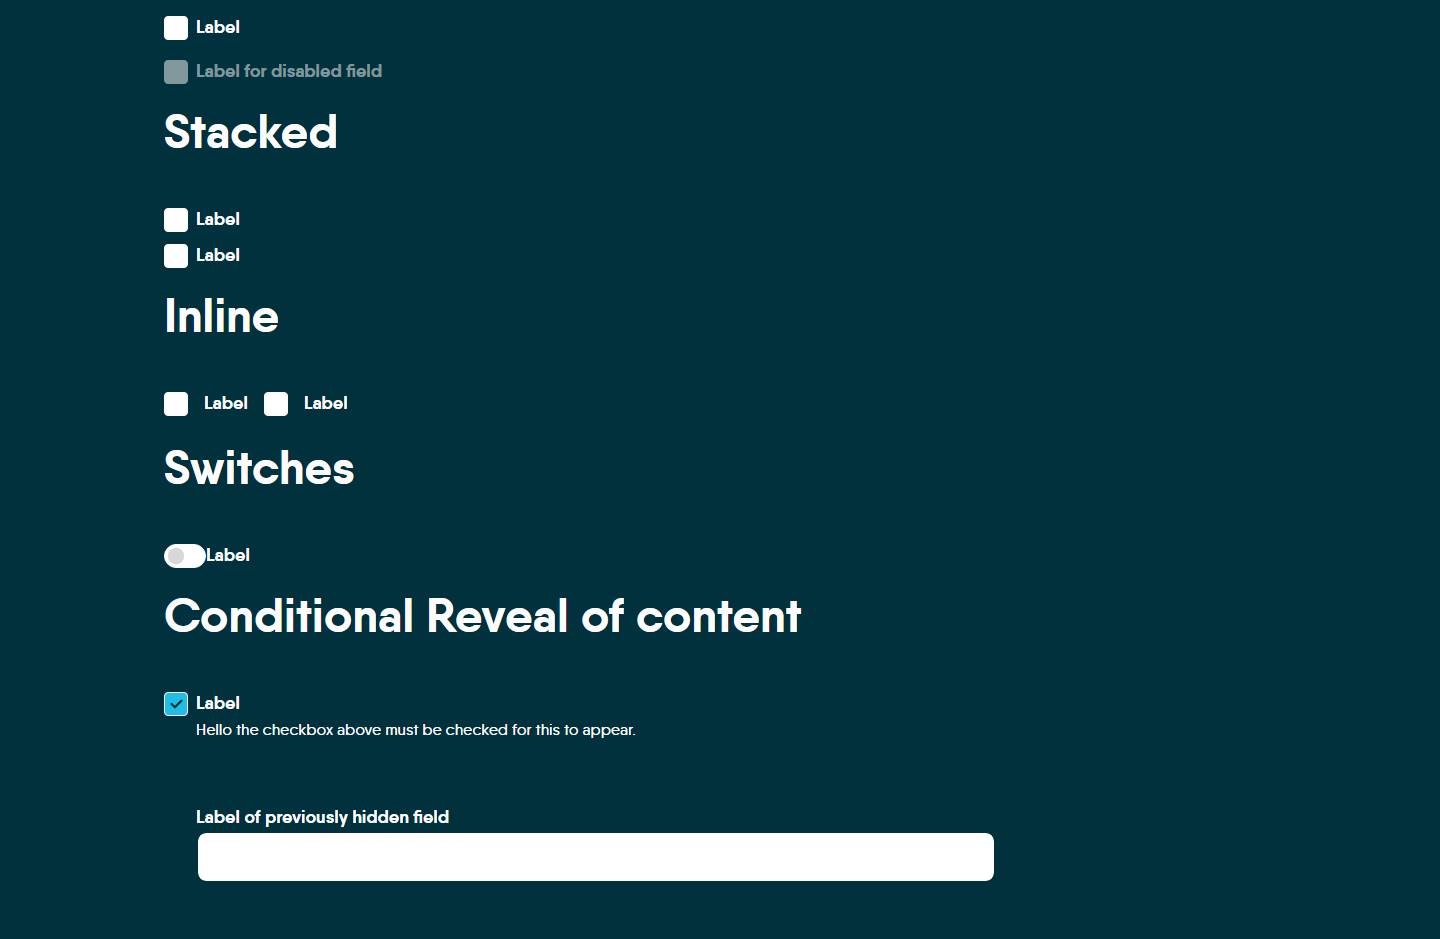 Label
Label for disabled field
Stacked
Label
Label
Inline
Label Label
Switches
Label
Conditional Reveal of content
Label
Hello the checkbox above must be checked for this to appear.
Label of previously hidden field